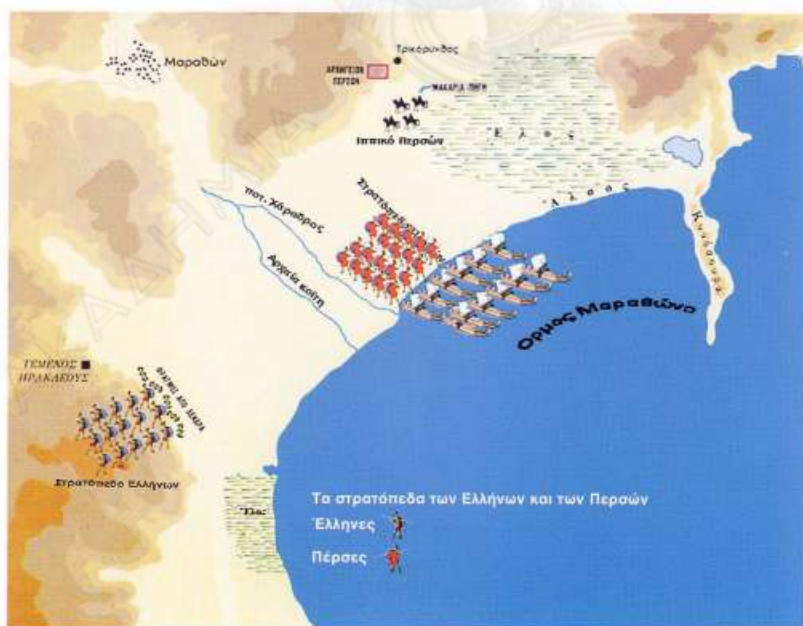 Μαραθών
Τρικόρυνθος
ΑΡΧΗΓΕΙΟΝ
ΠΕΡΣΩΝ
ΜΑΚΑΡΙΑ ΠΗΓΗ
Ιππικό Περσών
Έλος
Άλσος
Κυνόσουρα
ποτ. Χάραδρος
Αρχαία κοίτη
Όρμος Μαραθώνα
ΤΕΜΕΝΟΣ
ΗΡΑΚΛΕΟΥΣ
Στρατόπεδο Ελλήνων
Έλος
Τα στρατόπεδα των Ελλήνων και των Περσών
Έλληνες
Πέρσες